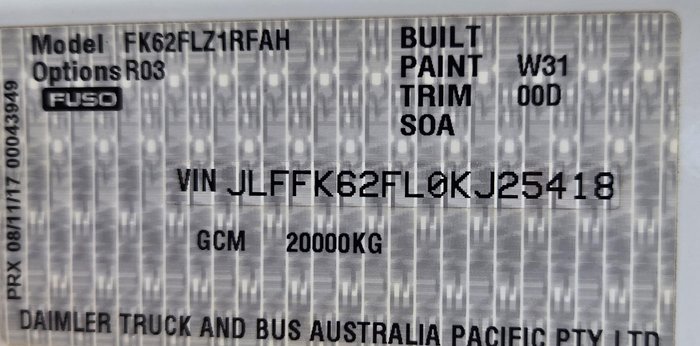 Model FK62FLZ1RFAH
Options R03
FUSO
BUILT
PAINT W31
TRIM 00D
SOA
VIN JLFFK62FL0KJ25418
GCM 20000KG
DAIMLER TRUCK AND BUS AUSTRALIA PACIFIC PTY LTD
PRX 08/11/17 00043949